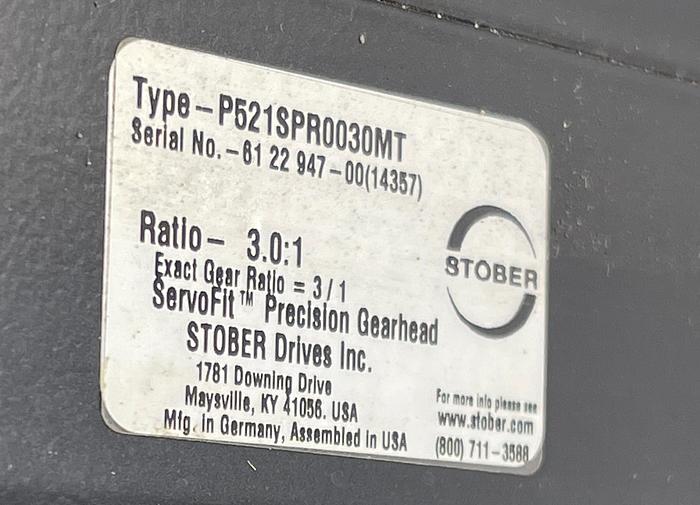 Type-P521SPR0030MT
Serial No.-61 22 947-00(14357)
Ratio- 3.0:1
Exact Gear Ratio = 3/1
ServoFit™ Precision Gearhead
STOBER Drives Inc.
1781 Downing Drive
Maysville, KY 41056. USA
Mfg. in Germany, Assembled in USA
STOBER
For more info please see
www.stober.com
(800) 711-3588